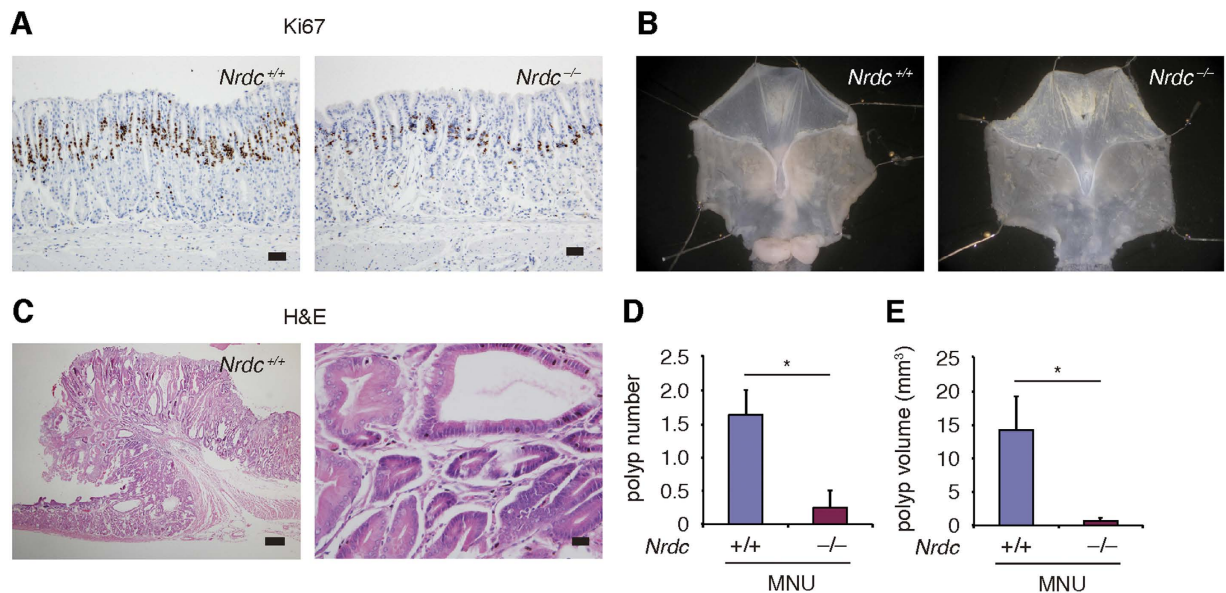 A
Ki67
Nrdc+/+
Nrdc−/−
B
Nrdc+/+
Nrdc−/−
C
H&E
Nrdc+/+
D
polyp number
2.5
2.0
1.5
1.0
0.5
0
*
Nrdc
+/+
−/−
MNU
E
polyp volume (mm³)
25
20
15
10
5
0
*
Nrdc
+/+
−/−
MNU